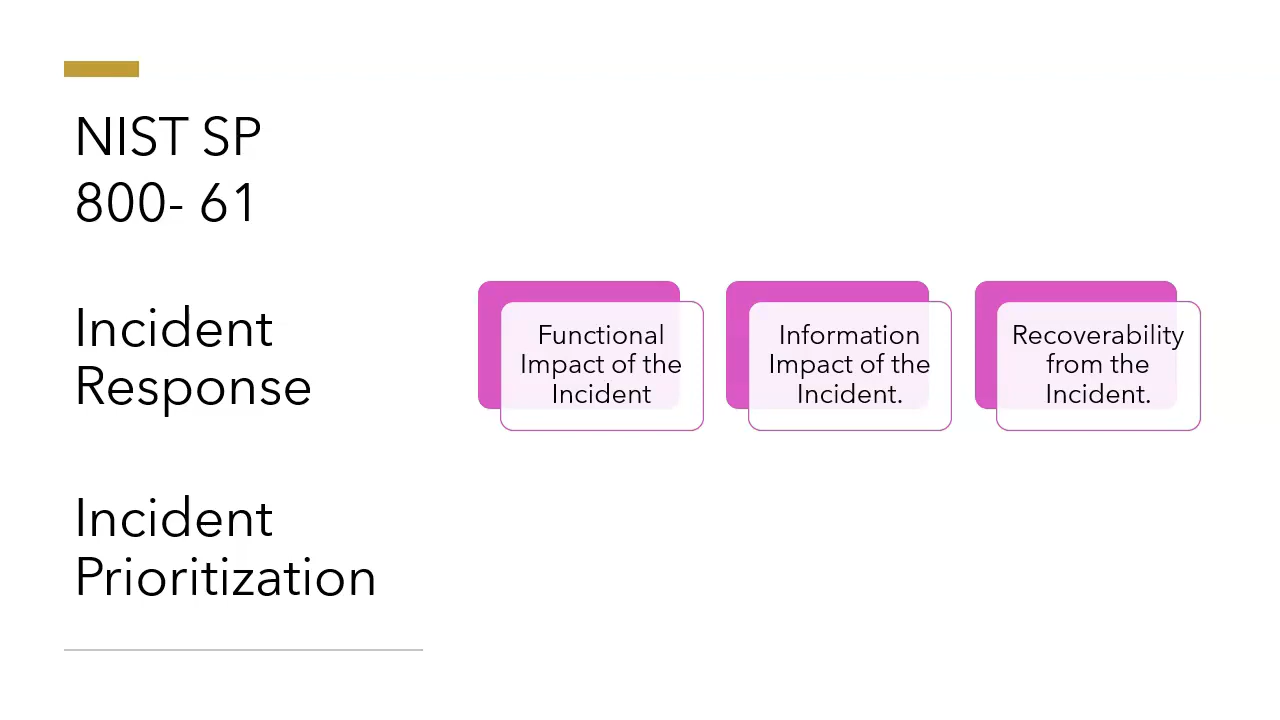 NIST SP
800- 61
Incident
Response
Incident
Prioritization
Functional
Impact of the
Incident
Information
Impact of the
Incident.
Recoverability
from the
Incident.